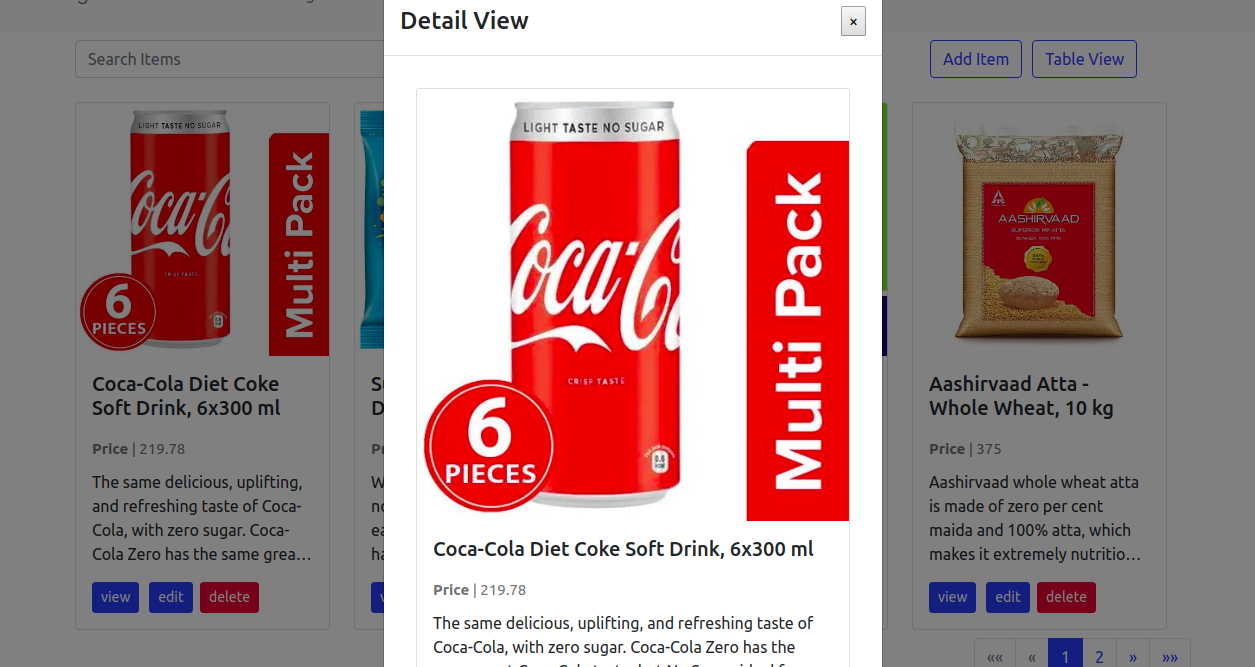 Detail View
×
Search Items
Add Item
Table View
LIGHT TASTE NO SUGAR
Coca-Cola
CRISP TASTE
6
PIECES
Multi Pack
Coca-Cola Diet Coke
Soft Drink, 6x300 ml
Price | 219.78
The same delicious, uplifting,
and refreshing taste of Coca-
Cola, with zero sugar. Coca-
Cola Zero has the same grea…
view
edit
delete
LIGHT TASTE NO SUGAR
Coca-Cola
CRISP TASTE
6
PIECES
Multi Pack
Coca-Cola Diet Coke Soft Drink, 6x300 ml
Price | 219.78
The same delicious, uplifting, and refreshing taste of
Coca-Cola, with zero sugar. Coca-Cola Zero has the
AASHIRVAAD
SUPERIOR MP ATTA
Aashirvaad Atta -
Whole Wheat, 10 kg
Price | 375
Aashirvaad whole wheat atta
is made of zero per cent
maida and 100% atta, which
makes it extremely nutritio…
view
edit
delete
«« « 1 2 » »»